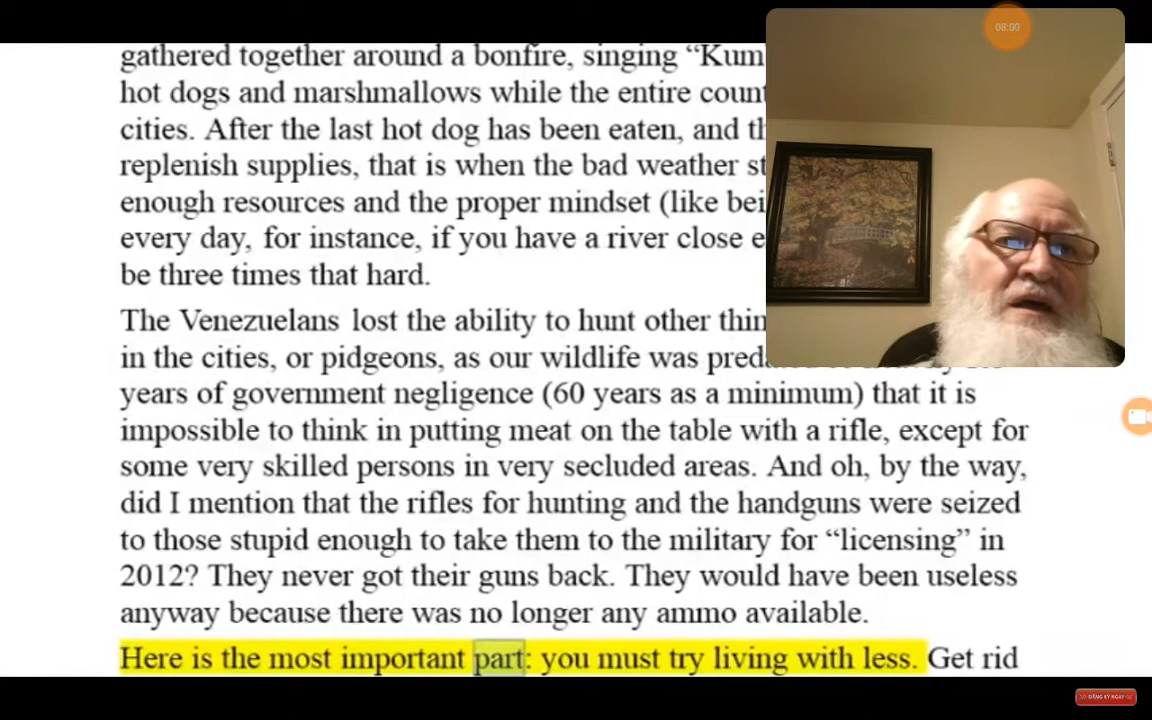 gathered together around a bonfire, singing “Kum
08:00
hot dogs and marshmallows while the entire count
cities. After the last hot dog has been eaten, and th
replenish supplies, that is when the bad weather st
enough resources and the proper mindset (like bei
every day, for instance, if you have a river close e
be three times that hard.
The Venezuelans lost the ability to hunt other thin
in the cities, or pidgeons, as our wildlife was pred
years of government negligence (60 years as a minimum) that it is
impossible to think in putting meat on the table with a rifle, except for
some very skilled persons in very secluded areas. And oh, by the way,
did I mention that the rifles for hunting and the handguns were seized
to those stupid enough to take them to the military for “licensing” in
2012? They never got their guns back. They would have been useless
anyway because there was no longer any ammo available.
Here is the most important part: you must try living with less. Get rid
ĐĂNG KÝ NGAY